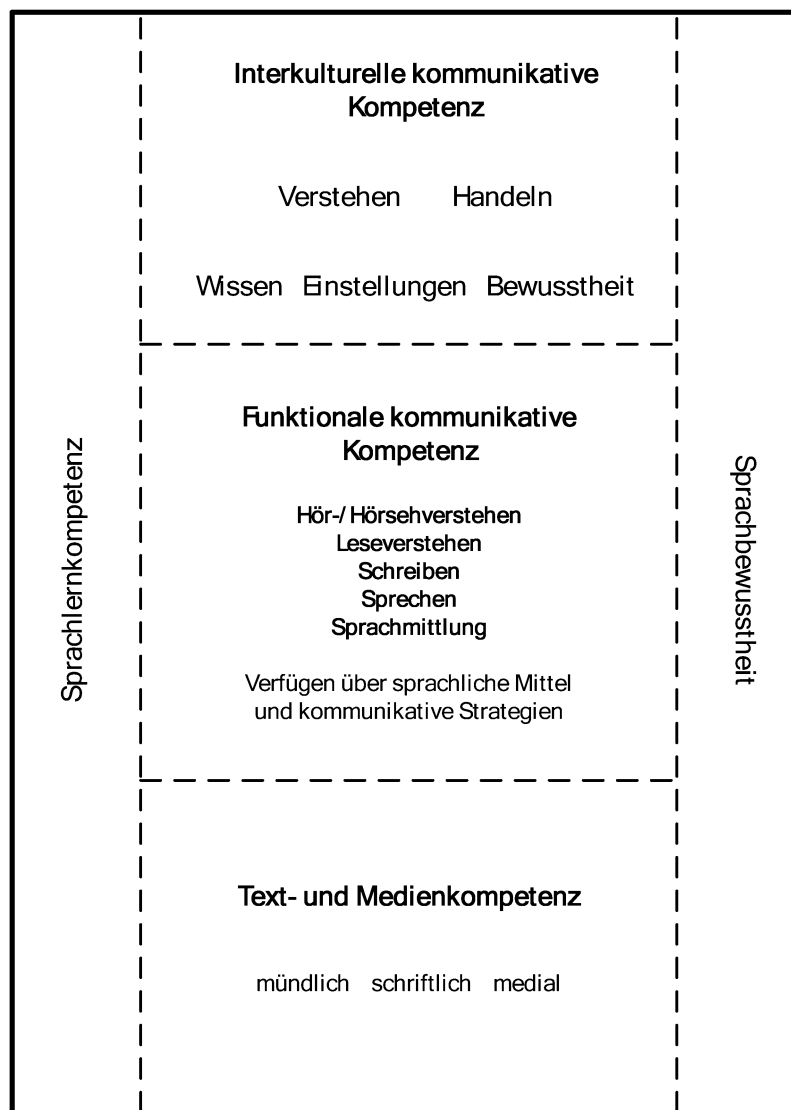 Interkulturelle kommunikative
Kompetenz
Verstehen Handeln
Wissen Einstellungen Bewusstheit
Sprachlernkompetenz
Funktionale kommunikative
Kompetenz
Hör-/ Hörsehverstehen
Leseverstehen
Schreiben
Sprechen
Sprachmittlung
Verfügen über sprachliche Mittel
und kommunikative Strategien
Sprachbewusstheit
Text- und Medienkompetenz
mündlich schriftlich medial